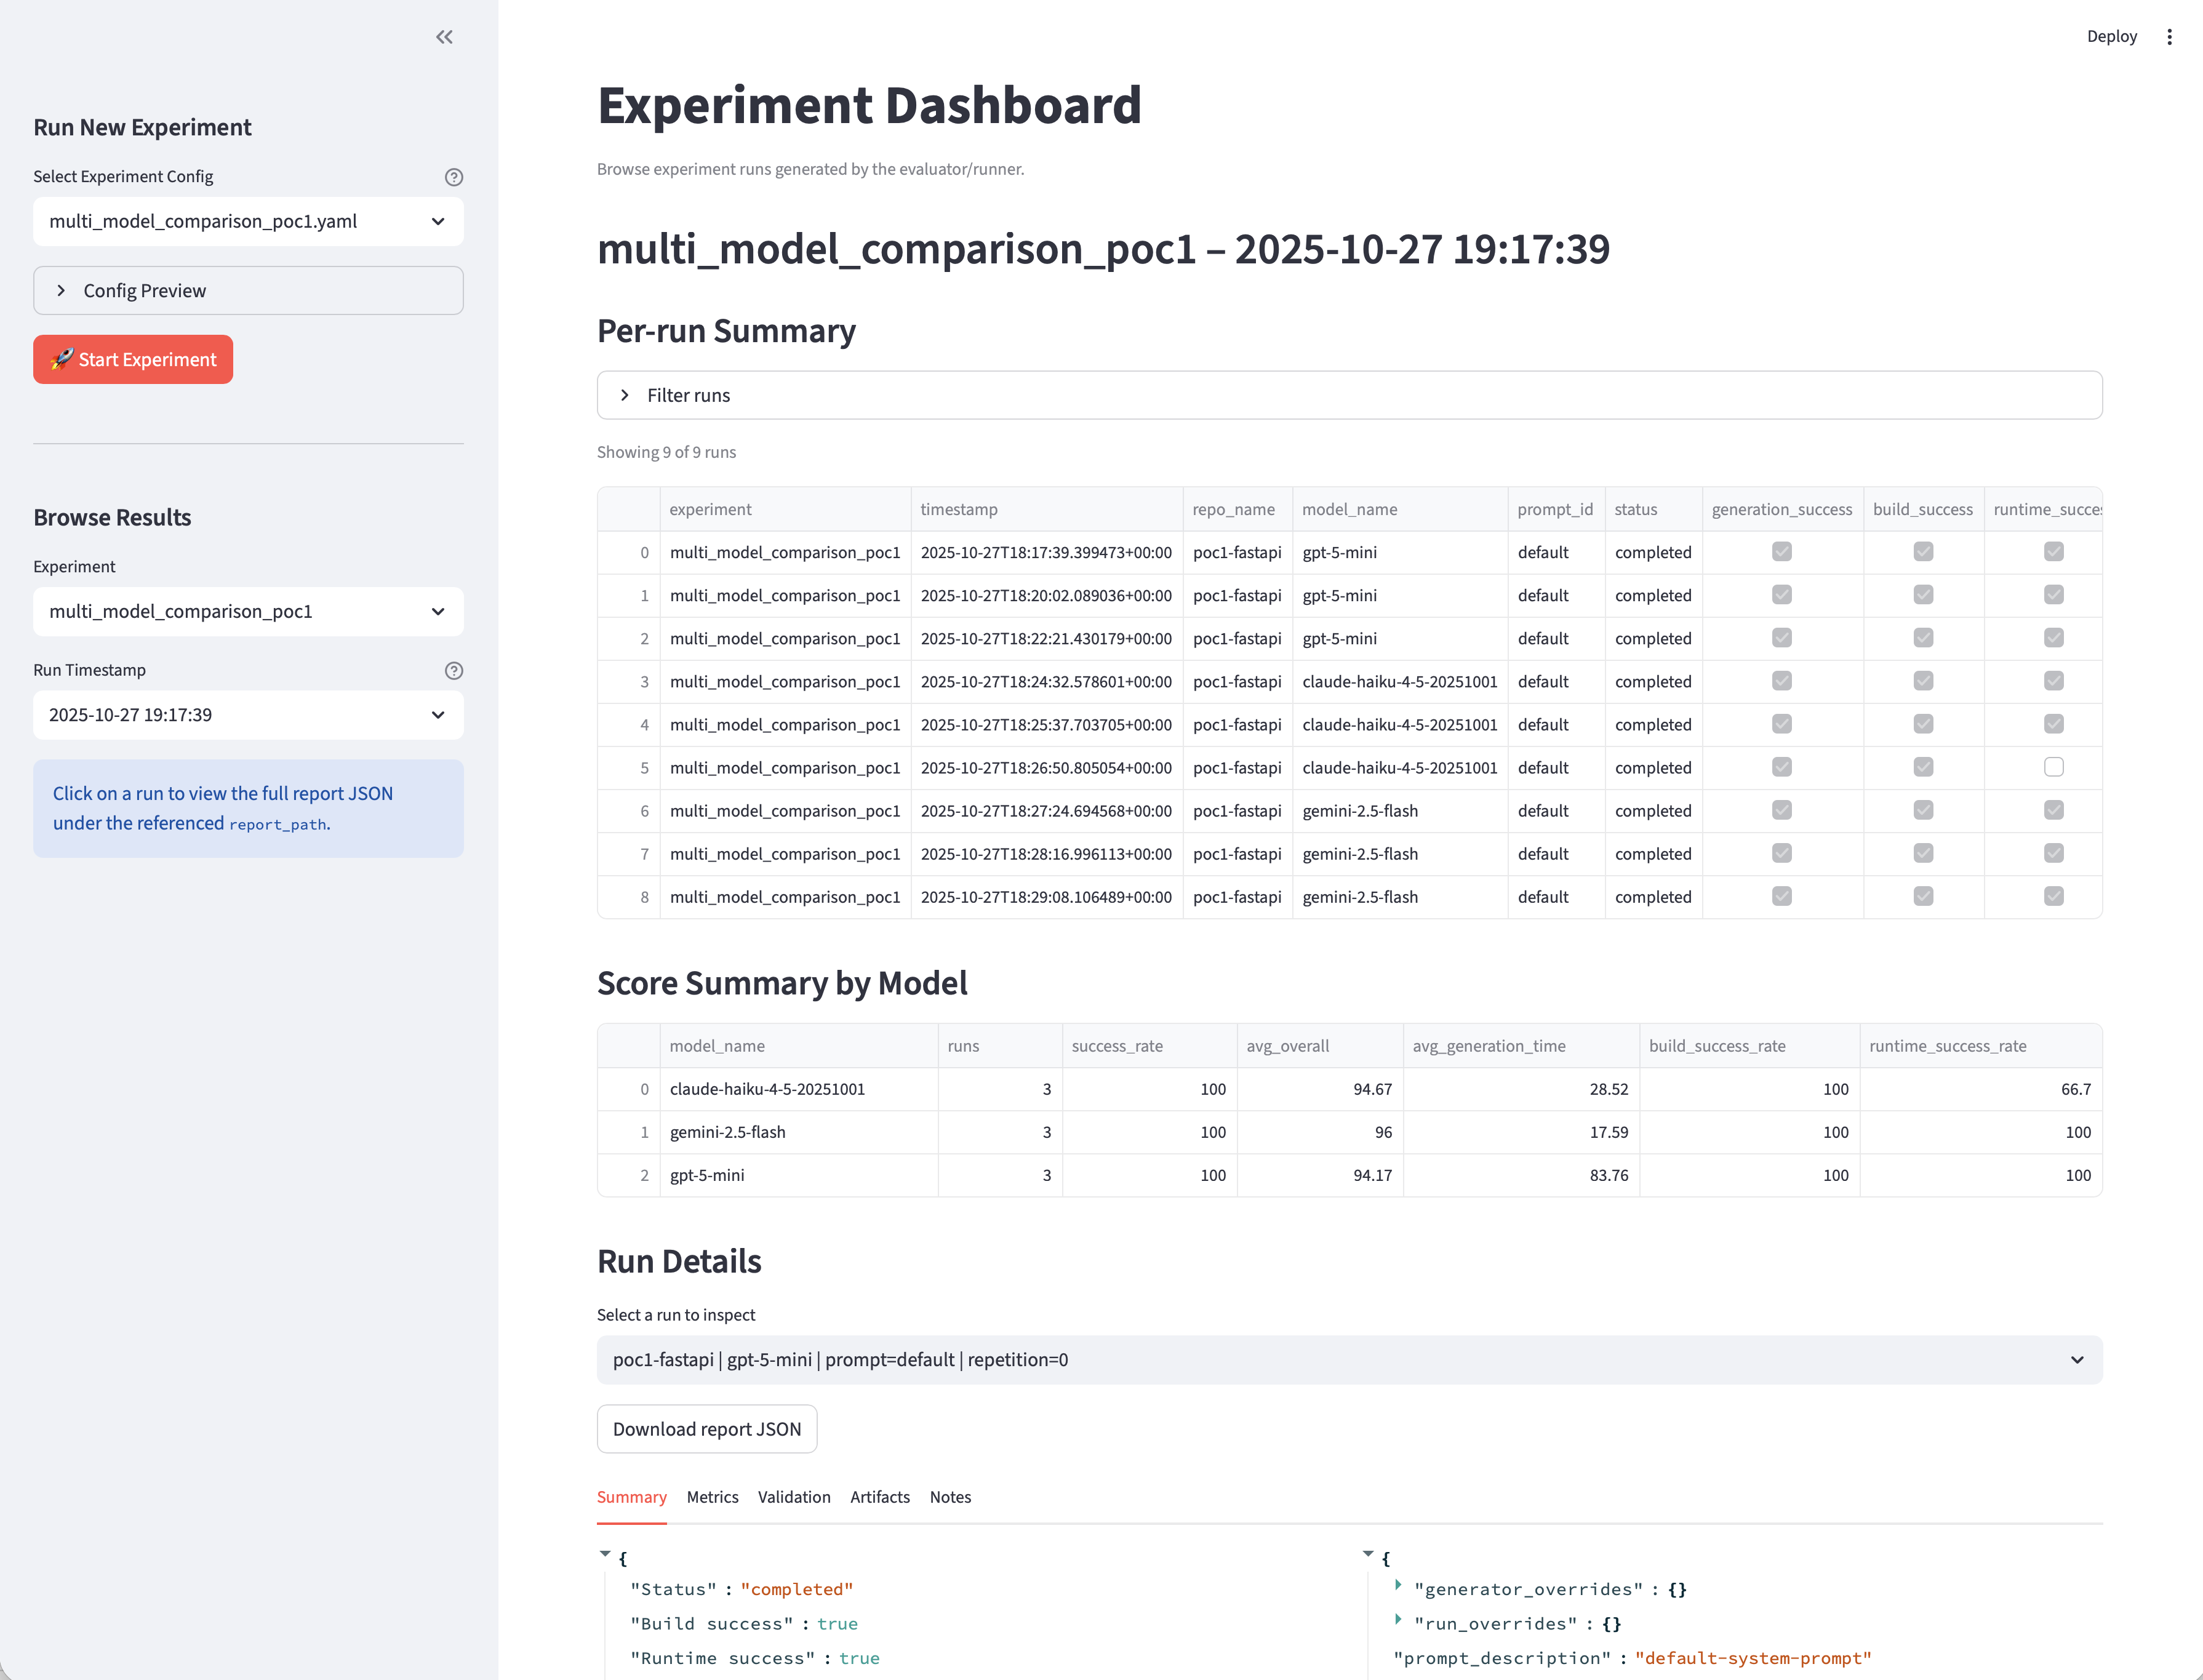 Deploy
Run New Experiment
Select Experiment Config
multi_model_comparison_poc1.yaml
Config Preview
🚀 Start Experiment
Browse Results
Experiment
multi_model_comparison_poc1
Run Timestamp
2025-10-27 19:17:39
Click on a run to view the full report JSON
under the referenced report_path.
Experiment Dashboard
Browse experiment runs generated by the evaluator/runner.
multi_model_comparison_poc1 – 2025-10-27 19:17:39
Per-run Summary
Filter runs
Showing 9 of 9 runs
experiment timestamp repo_name model_name prompt_id status generation_success build_success runtime_succes
0 multi_model_comparison_poc1 2025-10-27T18:17:39.399473+00:00 poc1-fastapi gpt-5-mini default completed
1 multi_model_comparison_poc1 2025-10-27T18:20:02.089036+00:00 poc1-fastapi gpt-5-mini default completed
2 multi_model_comparison_poc1 2025-10-27T18:22:21.430179+00:00 poc1-fastapi gpt-5-mini default completed
3 multi_model_comparison_poc1 2025-10-27T18:24:32.578601+00:00 poc1-fastapi claude-haiku-4-5-20251001 default completed
4 multi_model_comparison_poc1 2025-10-27T18:25:37.703705+00:00 poc1-fastapi claude-haiku-4-5-20251001 default completed
5 multi_model_comparison_poc1 2025-10-27T18:26:50.805054+00:00 poc1-fastapi claude-haiku-4-5-20251001 default completed
6 multi_model_comparison_poc1 2025-10-27T18:27:24.694568+00:00 poc1-fastapi gemini-2.5-flash default completed
7 multi_model_comparison_poc1 2025-10-27T18:28:16.996113+00:00 poc1-fastapi gemini-2.5-flash default completed
8 multi_model_comparison_poc1 2025-10-27T18:29:08.106489+00:00 poc1-fastapi gemini-2.5-flash default completed
Score Summary by Model
model_name runs success_rate avg_overall avg_generation_time build_success_rate runtime_success_rate
0 claude-haiku-4-5-20251001 3 100 94.67 28.52 100 66.7
1 gemini-2.5-flash 3 100 96 17.59 100 100
2 gpt-5-mini 3 100 94.17 83.76 100 100
Run Details
Select a run to inspect
poc1-fastapi | gpt-5-mini | prompt=default | repetition=0
Download report JSON
Summary Metrics Validation Artifacts Notes
{
"Status" : "completed"
"Build success" : true
"Runtime success" : true
{
"generator_overrides" : {}
"run_overrides" : {}
"prompt_description" : "default-system-prompt"